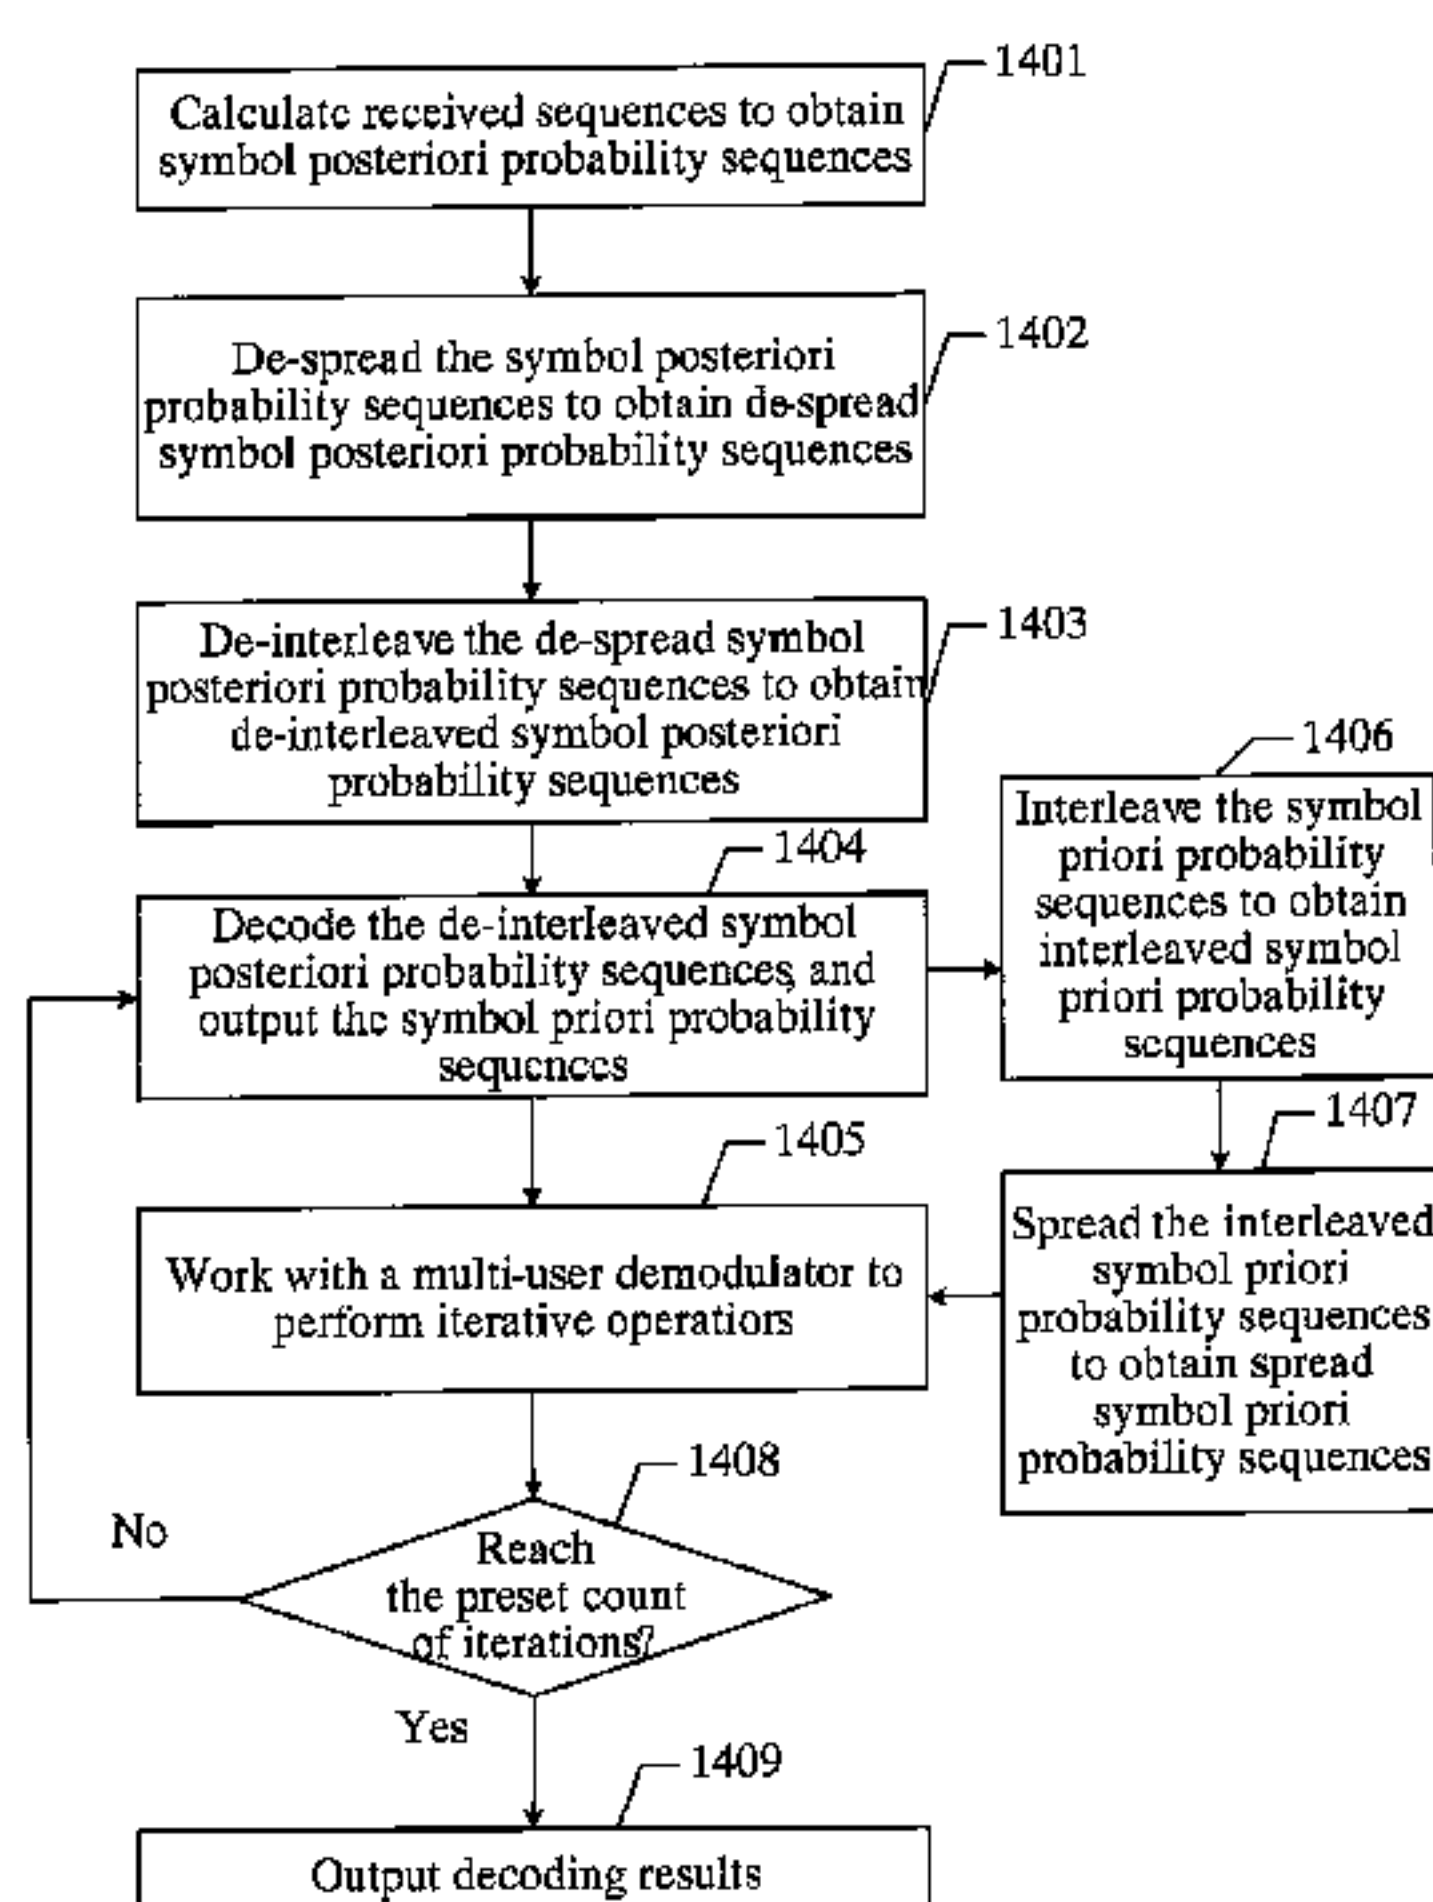 1401
Calculate received sequences to obtain
symbol posteriori probability sequences
1402
De-spread the symbol posteriori
probability sequences to obtain de-spread
symbol posteriori probability sequences
1403
De-interleave the de-spread symbol
posteriori probability sequences to obtain
de-interleaved symbol posteriori
probability sequences
1404
Decode the de-interleaved symbol
posteriori probability sequences, and
output the symbol priori probability
sequences
1406
Interleave the symbol
priori probability
sequences to obtain
interleaved symbol
priori probability
sequences
1405
Work with a multi-user demodulator to
perform iterative operations
1407
Spread the interleaved
symbol priori
probability sequences
to obtain spread
symbol priori
probability sequences
1408
Reach
the preset count
of iterations?
No
Yes
1409
Output decoding results